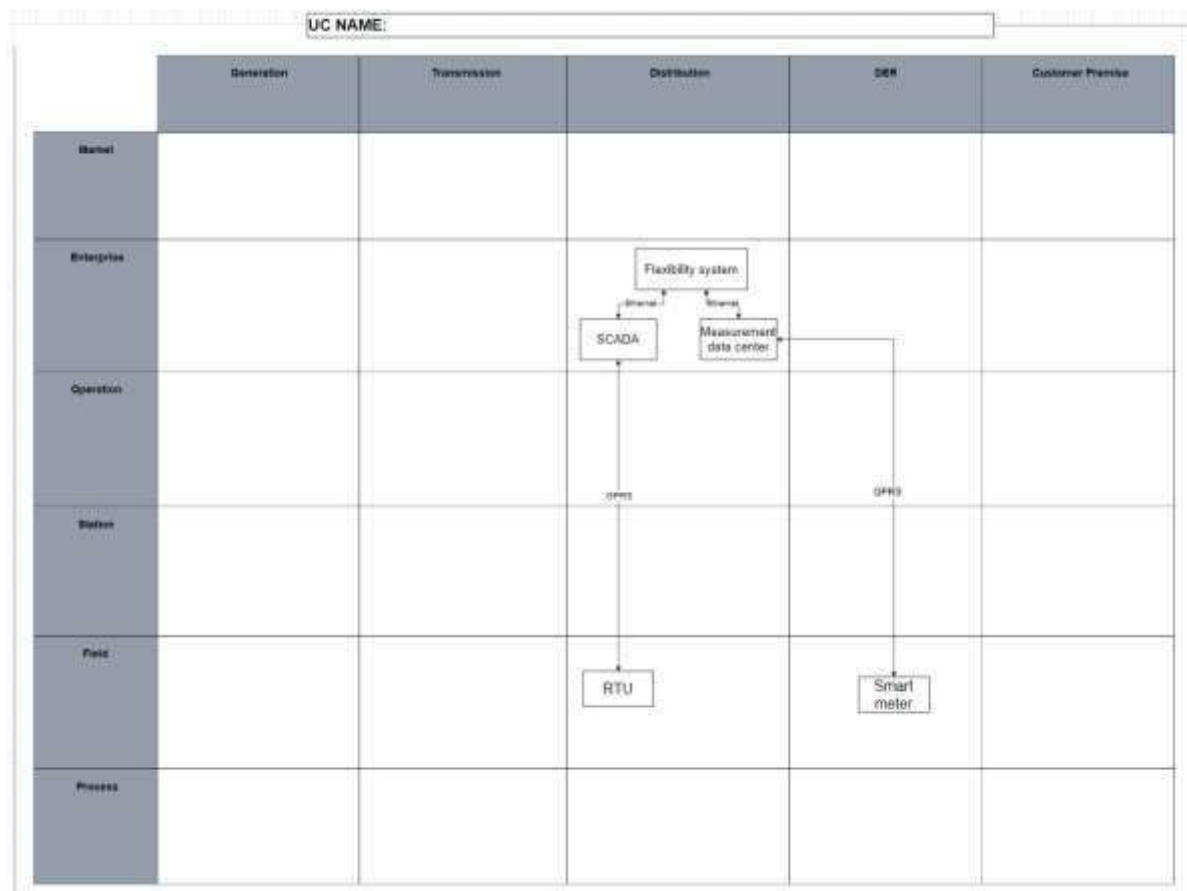 UC NAME:
Generation
Transmission
Distribution
DER
Customer Premise
Market
Enterprise
Flexibility system
Ethernet
Ethernet
SCADA
Measurement
data center
Operation
GPRS
GPRS
Station
Field
RTU
Smart
meter
Process